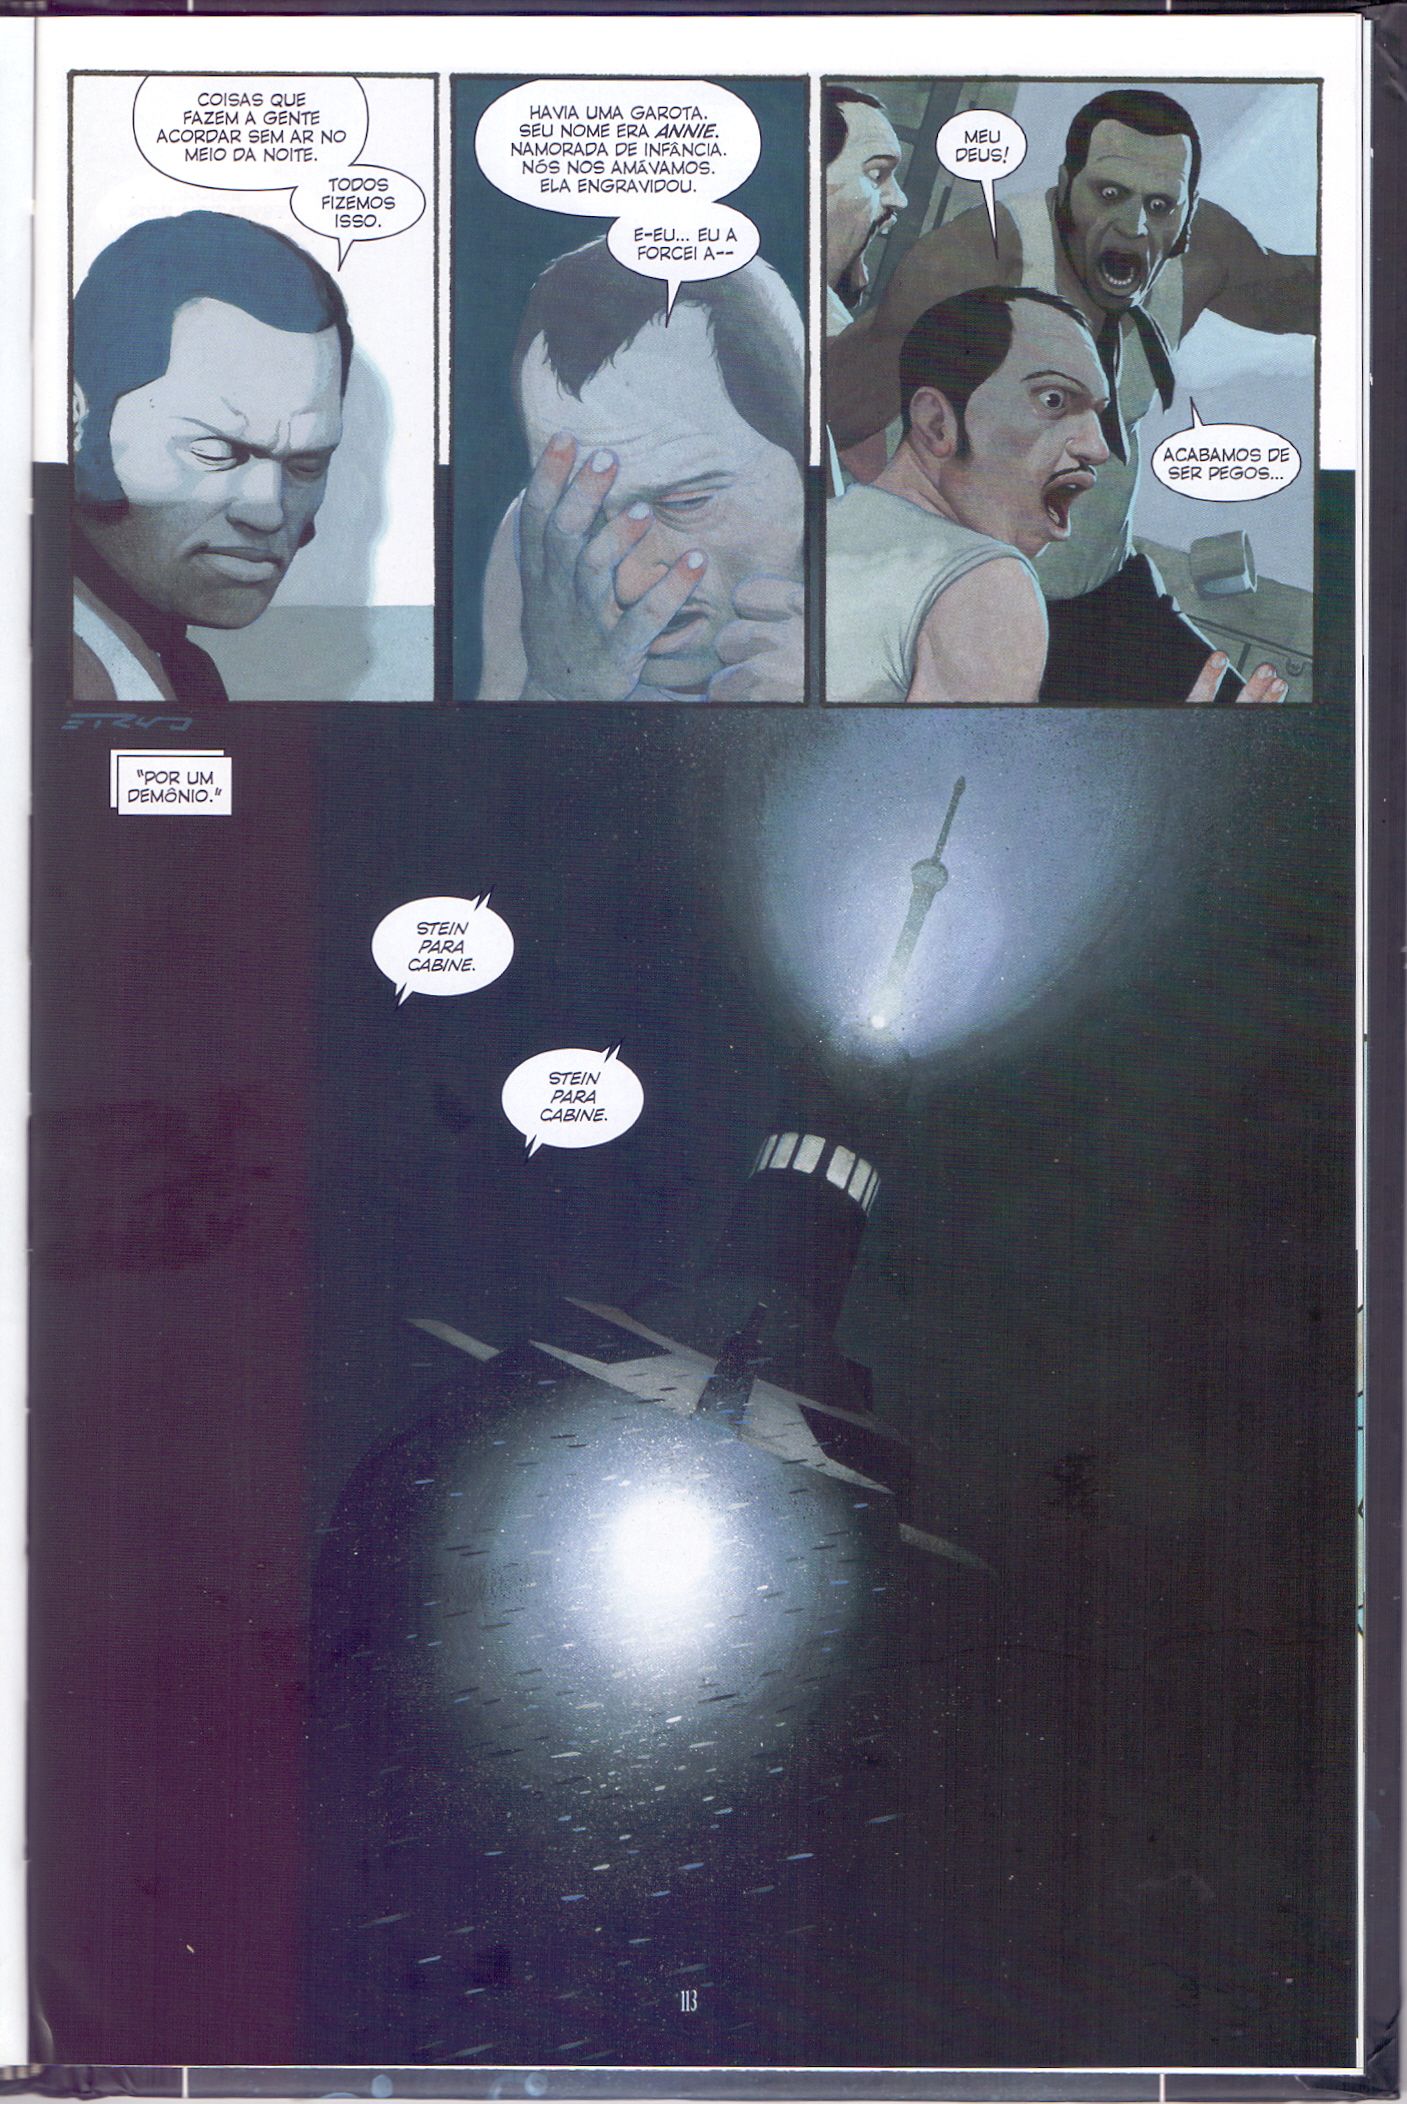 COISAS QUE
FAZEM A GENTE
ACORDAR SEM AR NO
MEIO DA NOITE.
TODOS
FIZEMOS
ISSO.
HAVIA UMA GAROTA.
SEU NOME ERA ANNIE.
NAMORADA DE INFÂNCIA.
NÓS NOS AMÁVAMOS.
ELA ENGRAVIDOU.
E-EU... EU A
FORCEI A--
MEU
DEUS!
ACABAMOS DE
SER PEGOS...
"POR UM
DEMÔNIO."
STEIN
PARA
CABINE.
STEIN
PARA
CABINE.
113